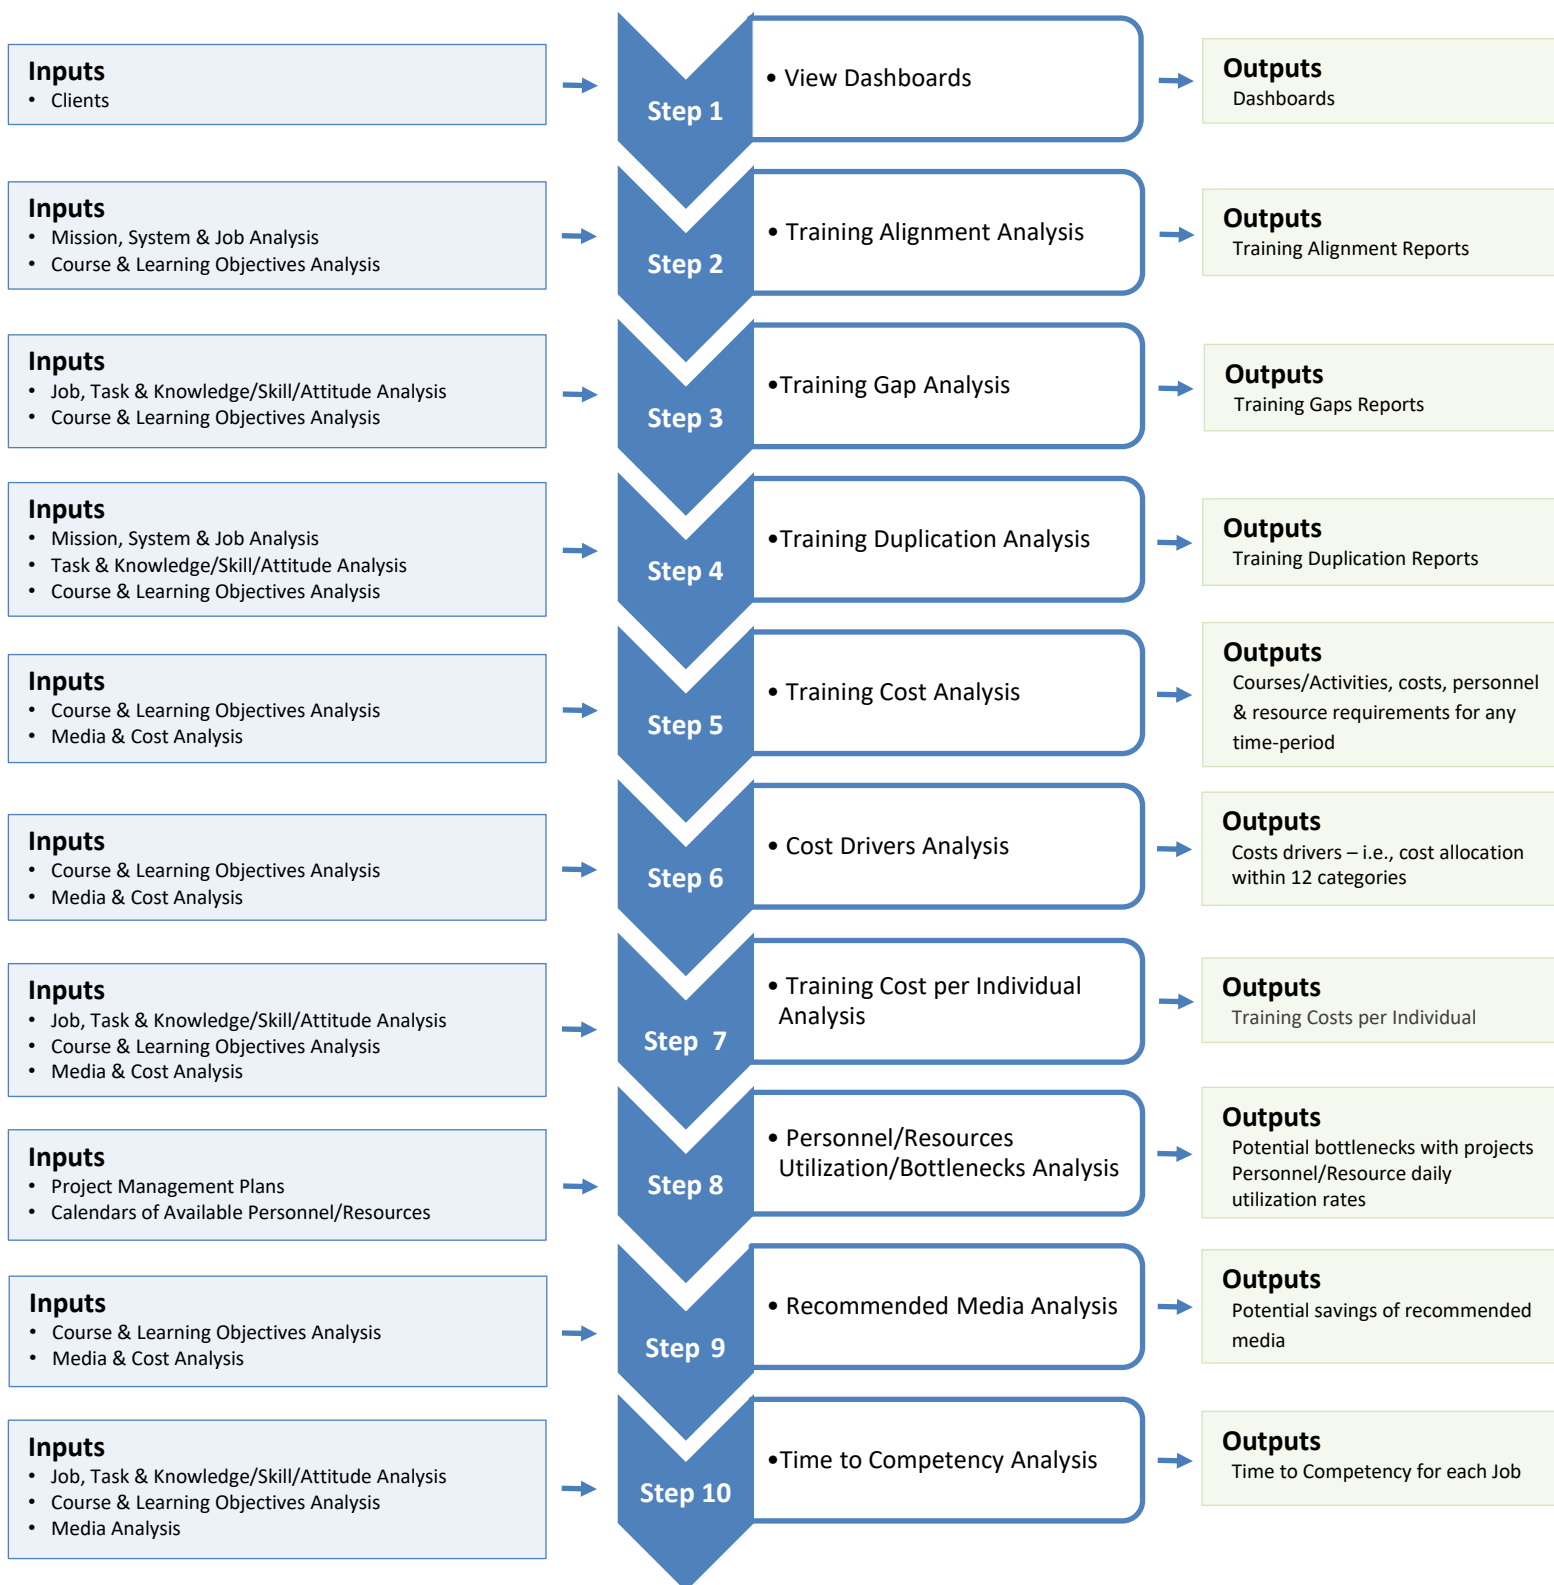 Inputs
• Clients
Step 1
• View Dashboards
Outputs
Dashboards
Inputs
• Mission, System & Job Analysis
• Course & Learning Objectives Analysis
Step 2
• Training Alignment Analysis
Outputs
Training Alignment Reports
Inputs
• Job, Task & Knowledge/Skill/Attitude Analysis
• Course & Learning Objectives Analysis
Step 3
•Training Gap Analysis
Outputs
Training Gaps Reports
Inputs
• Mission, System & Job Analysis
• Task & Knowledge/Skill/Attitude Analysis
• Course & Learning Objectives Analysis
Step 4
•Training Duplication Analysis
Outputs
Training Duplication Reports
Inputs
• Course & Learning Objectives Analysis
• Media & Cost Analysis
Step 5
• Training Cost Analysis
Outputs
Courses/Activities, costs, personnel
& resource requirements for any
time-period
Inputs
• Course & Learning Objectives Analysis
• Media & Cost Analysis
Step 6
• Cost Drivers Analysis
Outputs
Costs drivers – i.e., cost allocation
within 12 categories
Inputs
• Job, Task & Knowledge/Skill/Attitude Analysis
• Course & Learning Objectives Analysis
• Media & Cost Analysis
Step 7
• Training Cost per Individual
Analysis
Outputs
Training Costs per Individual
Inputs
• Project Management Plans
• Calendars of Available Personnel/Resources
Step 8
• Personnel/Resources
Utilization/Bottlenecks Analysis
Outputs
Potential bottlenecks with projects
Personnel/Resource daily
utilization rates
Inputs
• Course & Learning Objectives Analysis
• Media & Cost Analysis
Step 9
• Recommended Media Analysis
Outputs
Potential savings of recommended
media
Inputs
• Job, Task & Knowledge/Skill/Attitude Analysis
• Course & Learning Objectives Analysis
• Media Analysis
Step 10
•Time to Competency Analysis
Outputs
Time to Competency for each Job